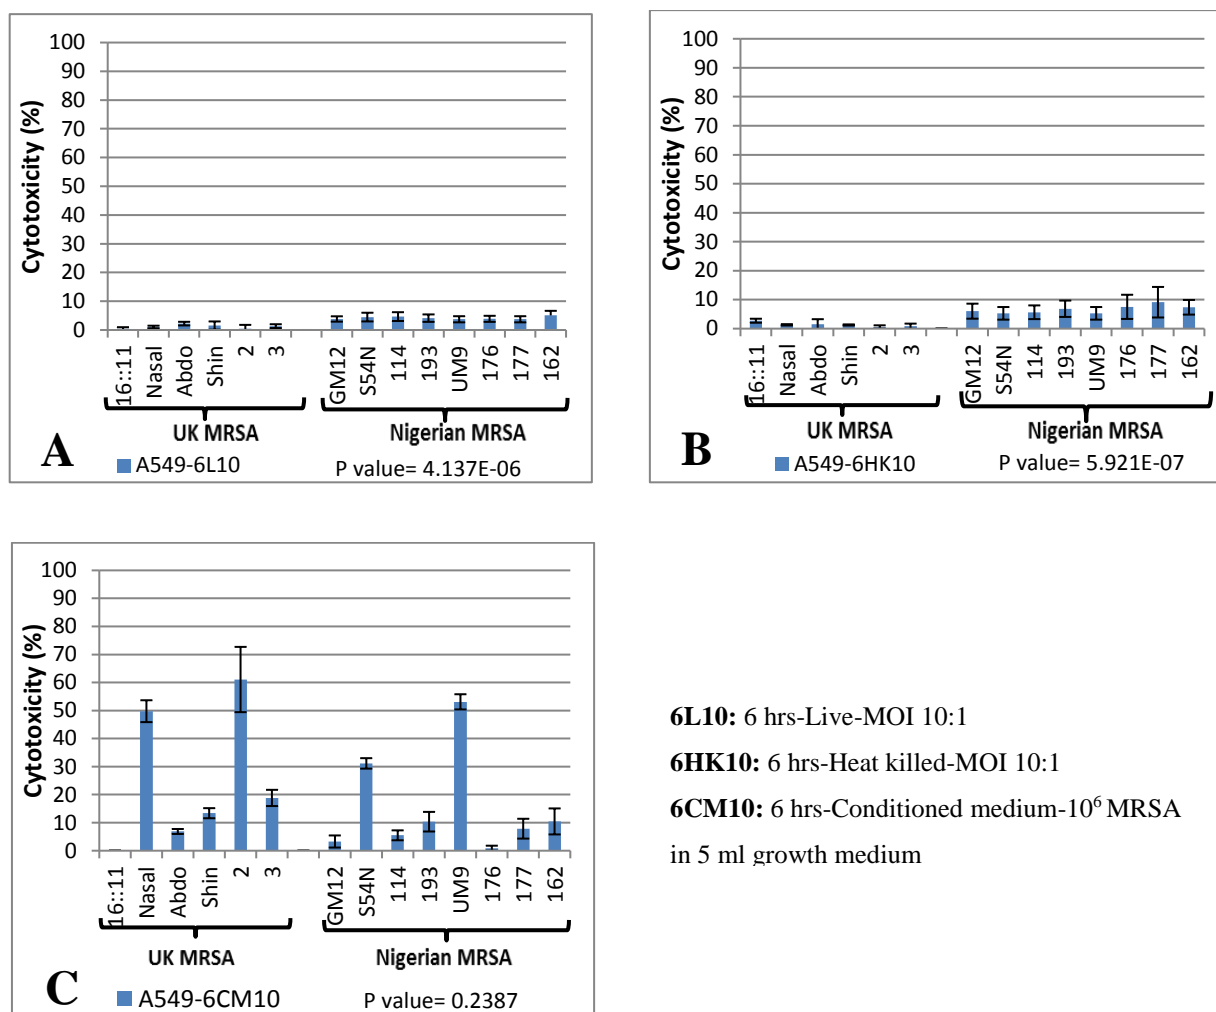 100
90
80
70
60
50
40
30
20
10
0
Cytotoxicity (%)
16::11 Nasal Abdo Shin 2 3 GM12 S54N 114 193 UM9 176 177 162
UK MRSA Nigerian MRSA
A A549-6L10 P value= 4.137E-06
100
90
80
70
60
50
40
30
20
10
0
Cytotoxicity (%)
16::11 Nasal Abdo Shin 2 3 GM12 S54N 114 193 UM9 176 177 162
UK MRSA Nigerian MRSA
B A549-6HK10 P value= 5.921E-07
100
90
80
70
60
50
40
30
20
10
0
Cytotoxicity (%)
16::11 Nasal Abdo Shin 2 3 GM12 S54N 114 193 UM9 176 177 162
UK MRSA Nigerian MRSA
C A549-6CM10 P value= 0.2387
6L10: 6 hrs-Live-MOI 10:1
6HK10: 6 hrs-Heat killed-MOI 10:1
6CM10: 6 hrs-Conditioned medium-10⁶ MRSA
in 5 ml growth medium